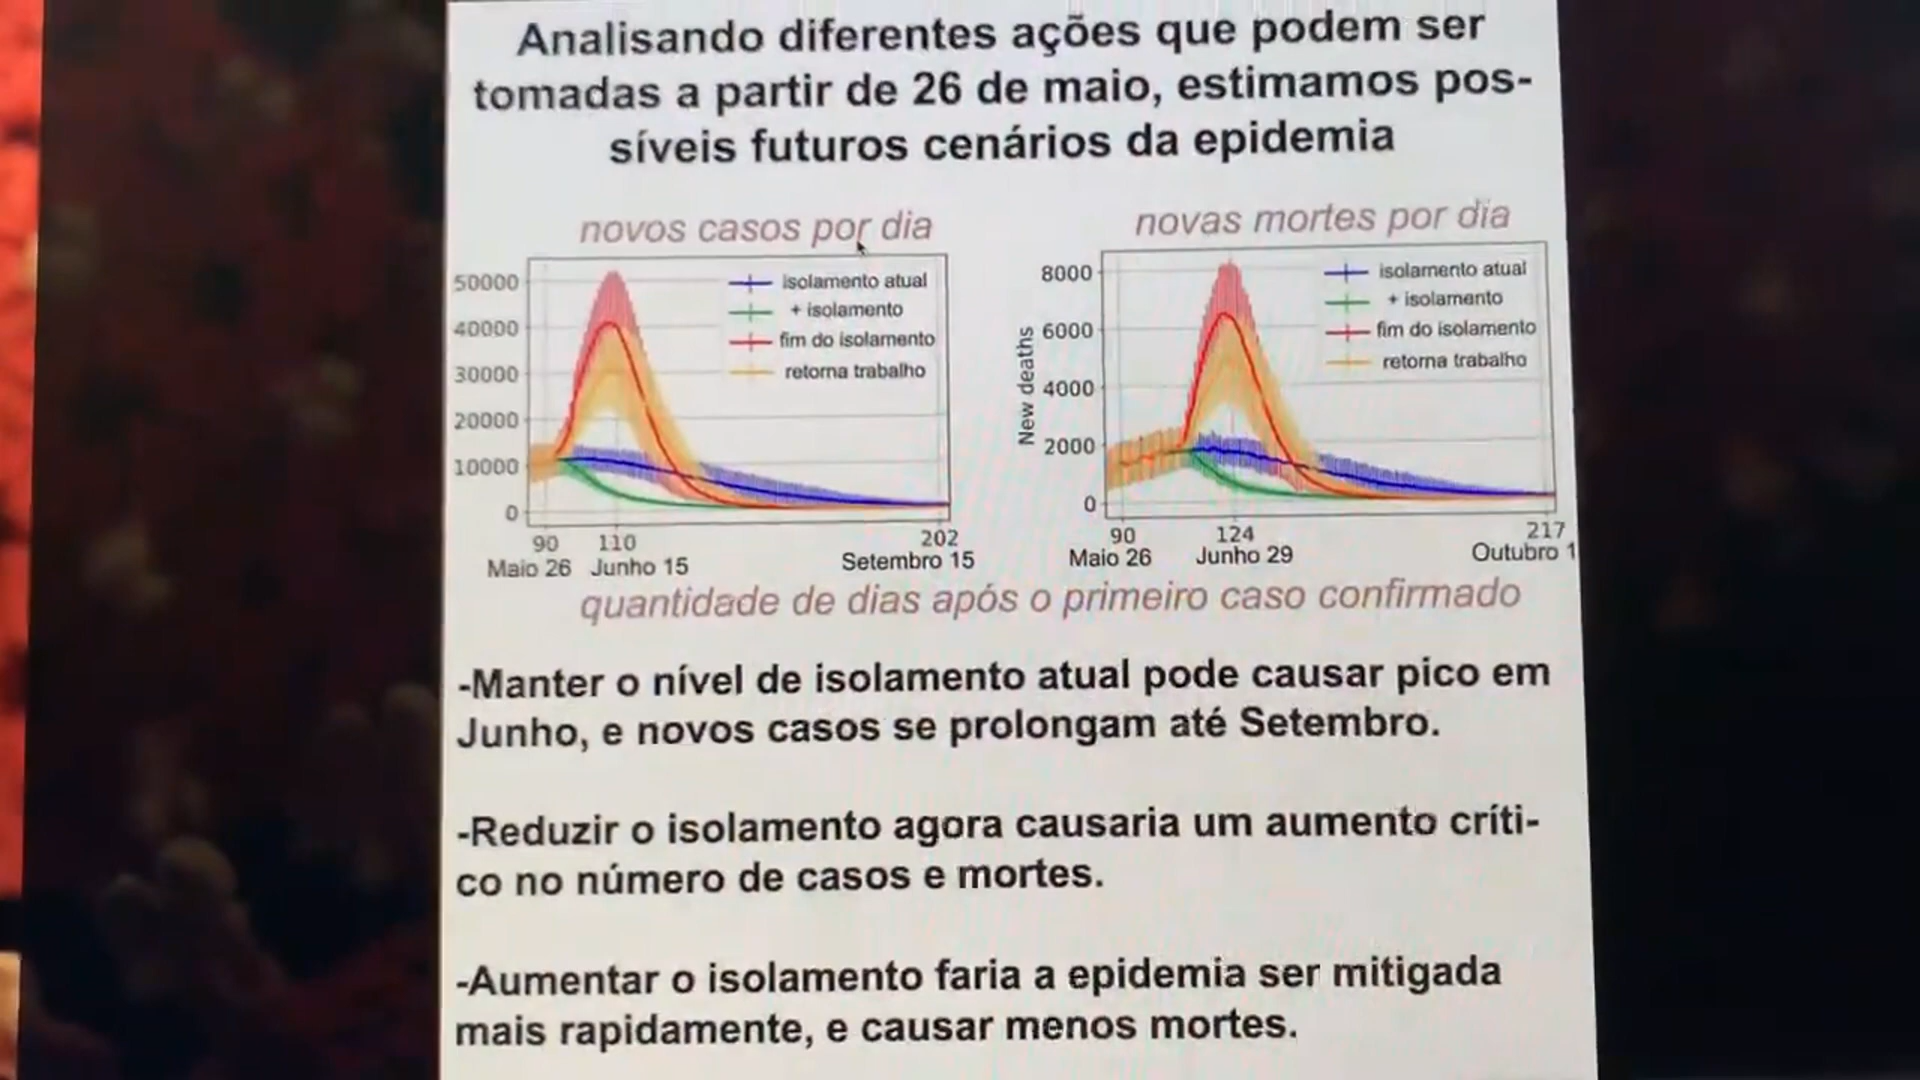 Analisando diferentes ações que podem ser
tomadas a partir de 26 de maio, estimamos pos-
síveis futuros cenários da epidemia
novos casos por dia
50000
40000
30000
20000
10000
0
isolamento atual
+ isolamento
fim do isolamento
retorna trabalho
90 110 202
Maio 26 Junho 15 Setembro 15
novas mortes por dia
New deaths
8000
6000
4000
2000
0
isolamento atual
+ isolamento
fim do isolamento
retorna trabalho
90 124 217
Maio 26 Junho 29 Outubro 1
quantidade de dias após o primeiro caso confirmado
-Manter o nível de isolamento atual pode causar pico em
Junho, e novos casos se prolongam até Setembro.
-Reduzir o isolamento agora causaria um aumento críti-
co no número de casos e mortes.
-Aumentar o isolamento faria a epidemia ser mitigada
mais rapidamente, e causar menos mortes.